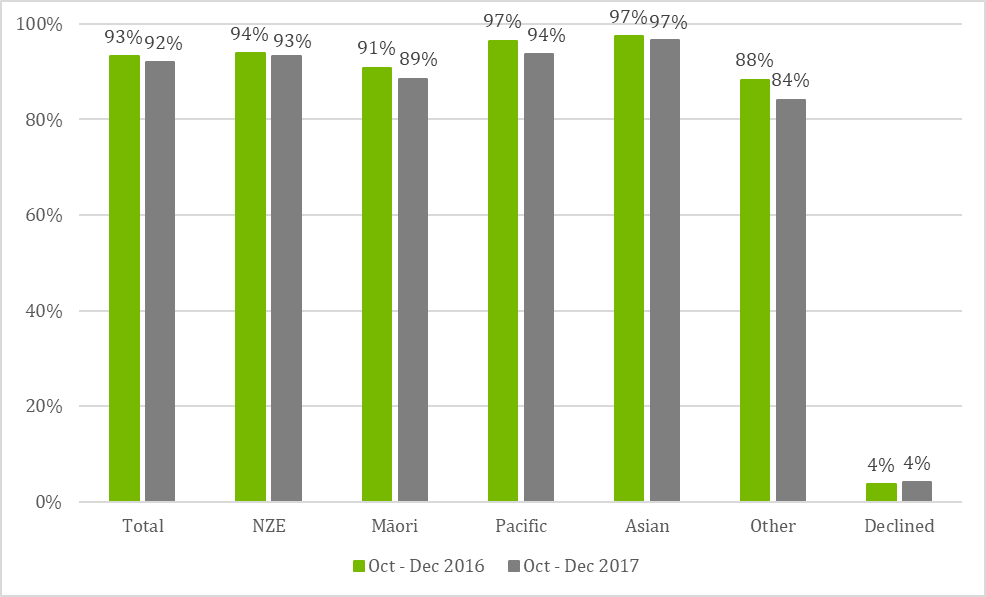 100%
80%
60%
40%
20%
0%
93% 92% 94% 93% 91% 89% 97% 94% 97% 97% 88% 84% 4% 4%
Total NZE Māori Pacific Asian Other Declined
Oct - Dec 2016 Oct - Dec 2017